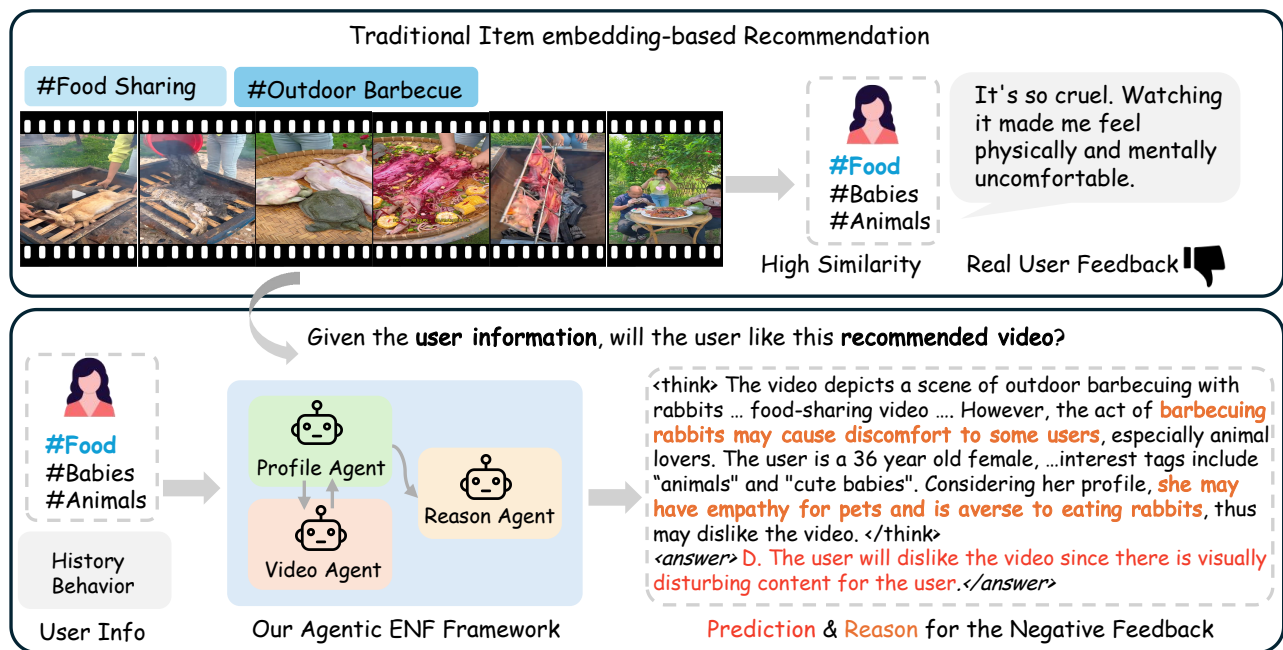 Traditional Item embedding-based Recommendation
#Food Sharing
#Outdoor Barbecue
#Food
#Babies
#Animals
It's so cruel. Watching
it made me feel
physically and mentally
uncomfortable.
High Similarity
Real User Feedback
Given the user information, will the user like this recommended video?
#Food
#Babies
#Animals
History
Behavior
User Info
Profile Agent
Video Agent
Reason Agent
Our Agentic ENF Framework
<think> The video depicts a scene of outdoor barbecuing with
rabbits … food-sharing video …. However, the act of barbecuing
rabbits may cause discomfort to some users, especially animal
lovers. The user is a 36 year old female, …interest tags include
“animals" and "cute babies". Considering her profile, she may
have empathy for pets and is averse to eating rabbits, thus
may dislike the video. </think>
<answer> D. The user will dislike the video since there is visually
disturbing content for the user.</answer>
Prediction & Reason for the Negative Feedback